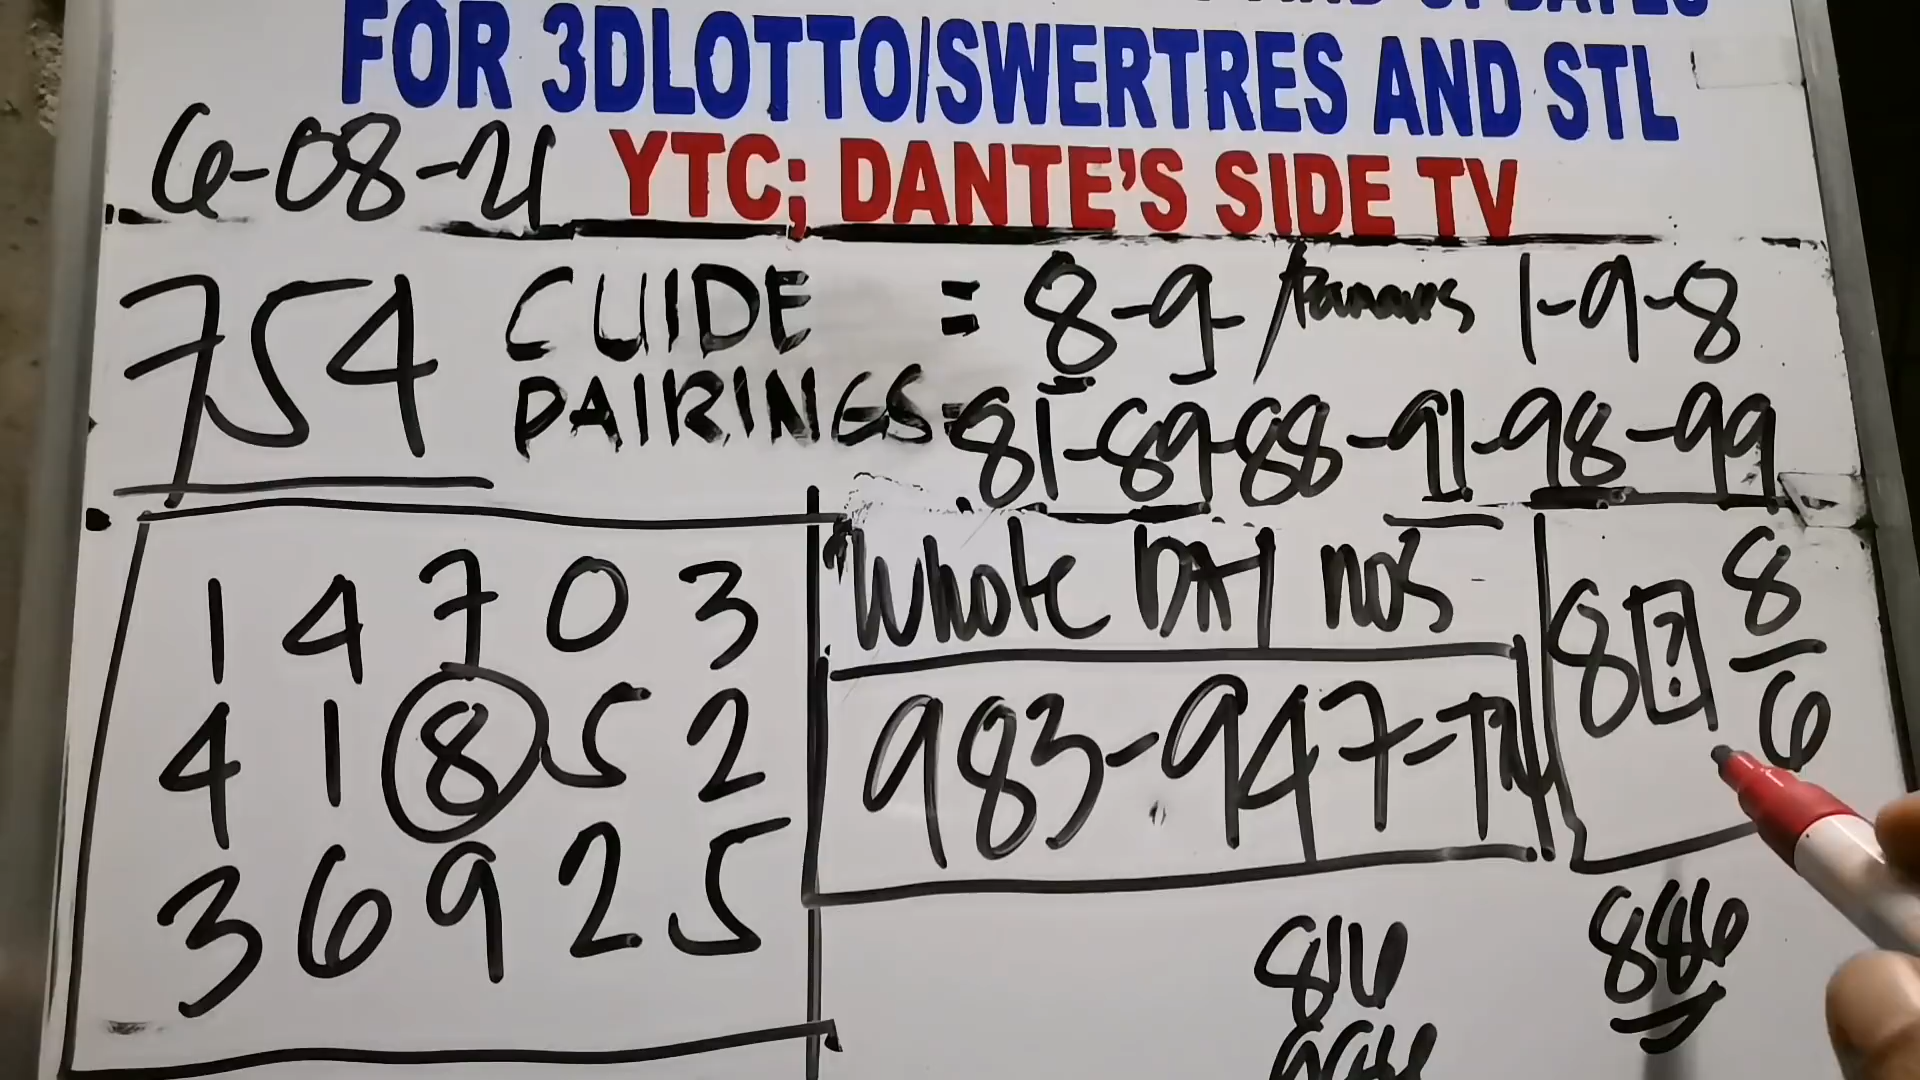 FOR 3DLOTTO/SWERTRES AND STL
6-08-21 YTC; DANTE'S SIDE TV
754 GUIDE = 8-9- / 1-9-8
PAIRINGS= 81-89-88-91-98-99
1 4 7 0 3
4 1 8 5 2
3 6 9 2 5
"WHOLE DAY NOS
983-947-
8 ? 8
6
816
886